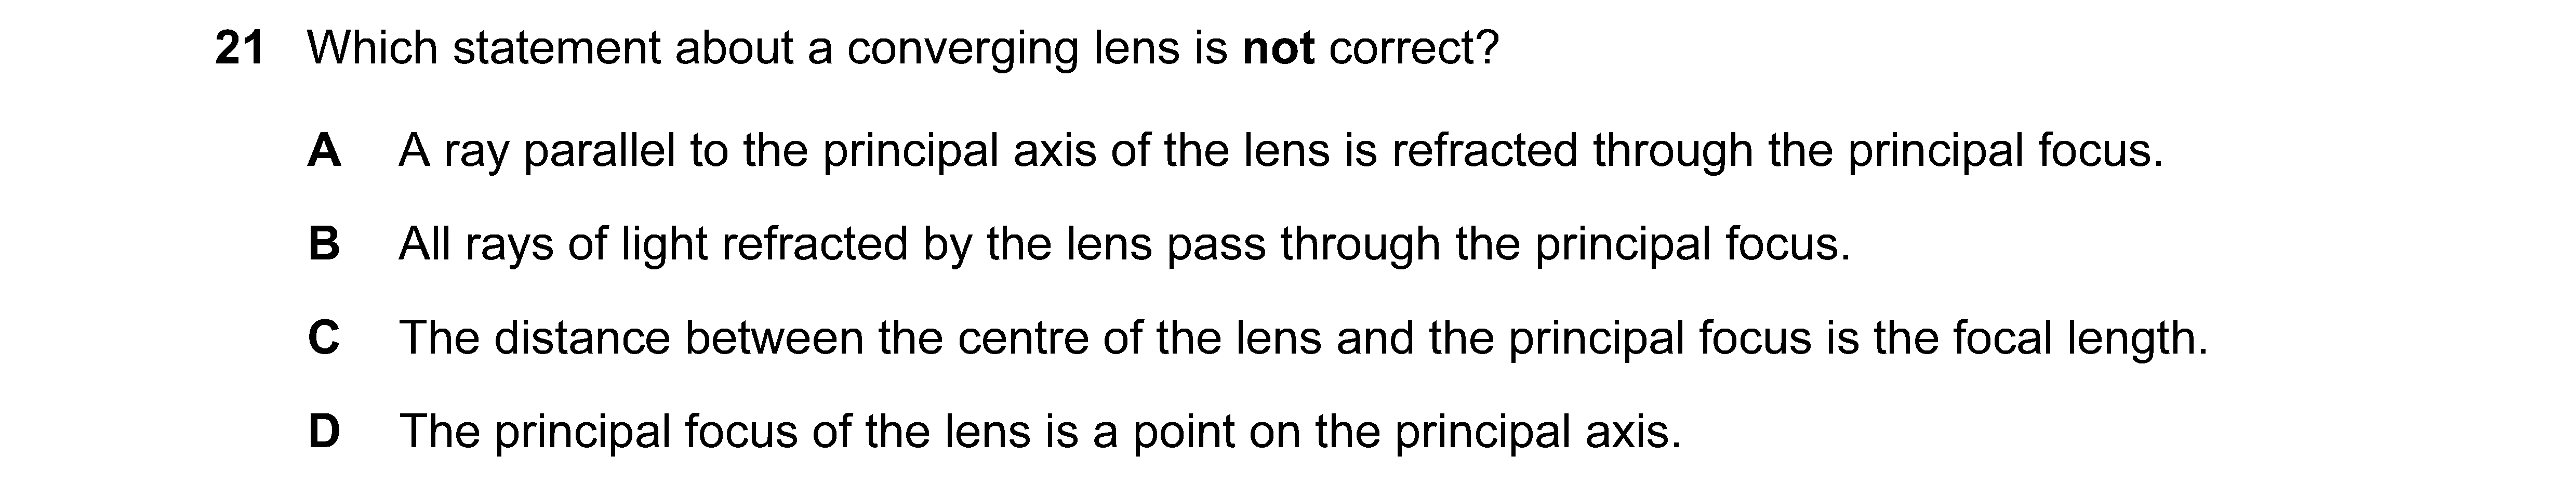 21 Which statement about a converging lens is not correct?
A A ray parallel to the principal axis of the lens is refracted through the principal focus.
B All rays of light refracted by the lens pass through the principal focus.
C The distance between the centre of the lens and the principal focus is the focal length.
D The principal focus of the lens is a point on the principal axis.